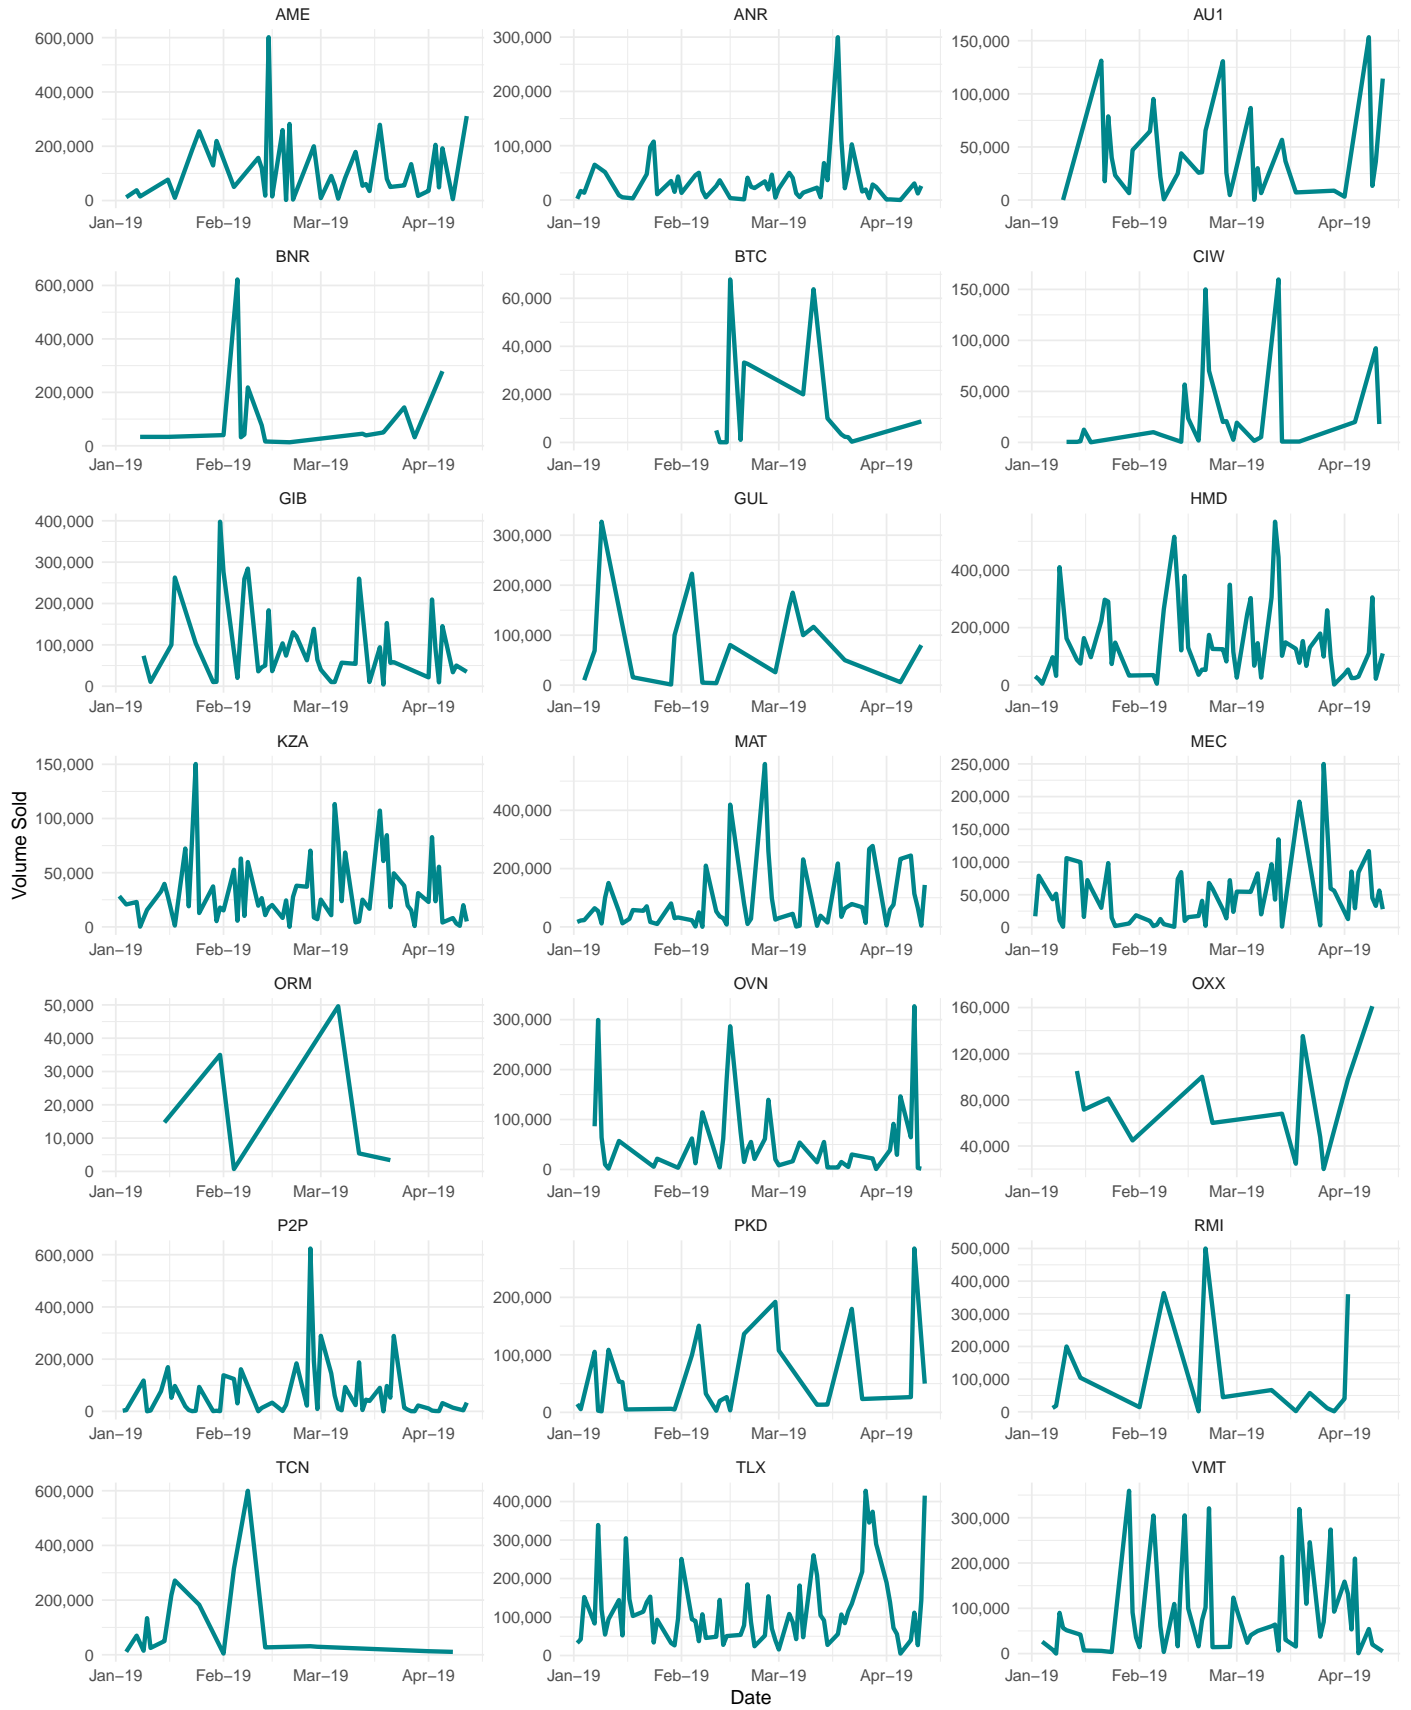 AME ANR AU1
600,000 300,000 150,000
400,000 200,000 100,000
200,000 100,000 50,000
0 0 0
Jan−19 Feb−19 Mar−19 Apr−19 Jan−19 Feb−19 Mar−19 Apr−19 Jan−19 Feb−19 Mar−19 Apr−19
BNR BTC CIW
600,000 60,000 150,000
400,000 40,000 100,000
200,000 20,000 50,000
0 0 0
Jan−19 Feb−19 Mar−19 Apr−19 Jan−19 Feb−19 Mar−19 Apr−19 Jan−19 Feb−19 Mar−19 Apr−19
GIB GUL HMD
400,000 300,000
300,000 200,000 400,000
200,000 100,000 200,000
100,000
0 0 0
Jan−19 Feb−19 Mar−19 Apr−19 Jan−19 Feb−19 Mar−19 Apr−19 Jan−19 Feb−19 Mar−19 Apr−19
KZA MAT MEC
150,000 400,000 250,000
100,000 200,000 200,000
50,000 150,000
100,000
50,000
0 0 0
Jan−19 Feb−19 Mar−19 Apr−19 Jan−19 Feb−19 Mar−19 Apr−19 Jan−19 Feb−19 Mar−19 Apr−19
Volume Sold
ORM OVN OXX
50,000 300,000 160,000
40,000 200,000 120,000
30,000 100,000 80,000
20,000 40,000
10,000
0 0
Jan−19 Feb−19 Mar−19 Apr−19 Jan−19 Feb−19 Mar−19 Apr−19 Jan−19 Feb−19 Mar−19 Apr−19
P2P PKD RMI
600,000 200,000 500,000
400,000 100,000 400,000
200,000 300,000
200,000
100,000
0 0 0
Jan−19 Feb−19 Mar−19 Apr−19 Jan−19 Feb−19 Mar−19 Apr−19 Jan−19 Feb−19 Mar−19 Apr−19
TCN TLX VMT
600,000 400,000 300,000
400,000 300,000 200,000
200,000 200,000 100,000
100,000
0 0 0
Jan−19 Feb−19 Mar−19 Apr−19 Jan−19 Feb−19 Mar−19 Apr−19 Jan−19 Feb−19 Mar−19 Apr−19
Date